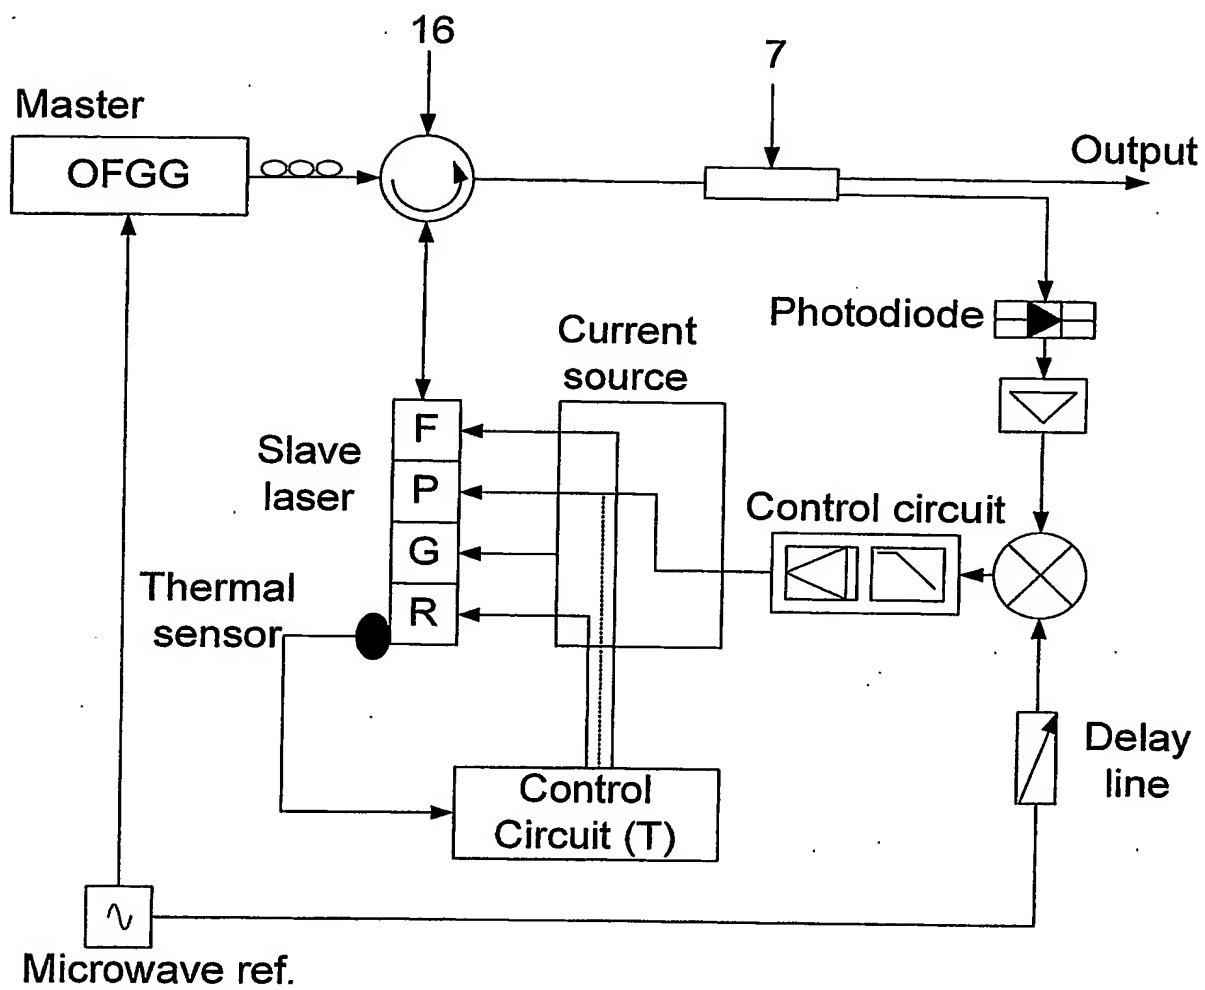 16
7
Master
OFGG
Output
Photodiode
Current
source
F
Slave
laser
P
Control circuit
G
Thermal
sensor
R
Delay
line
Control
Circuit (T)
Microwave ref.